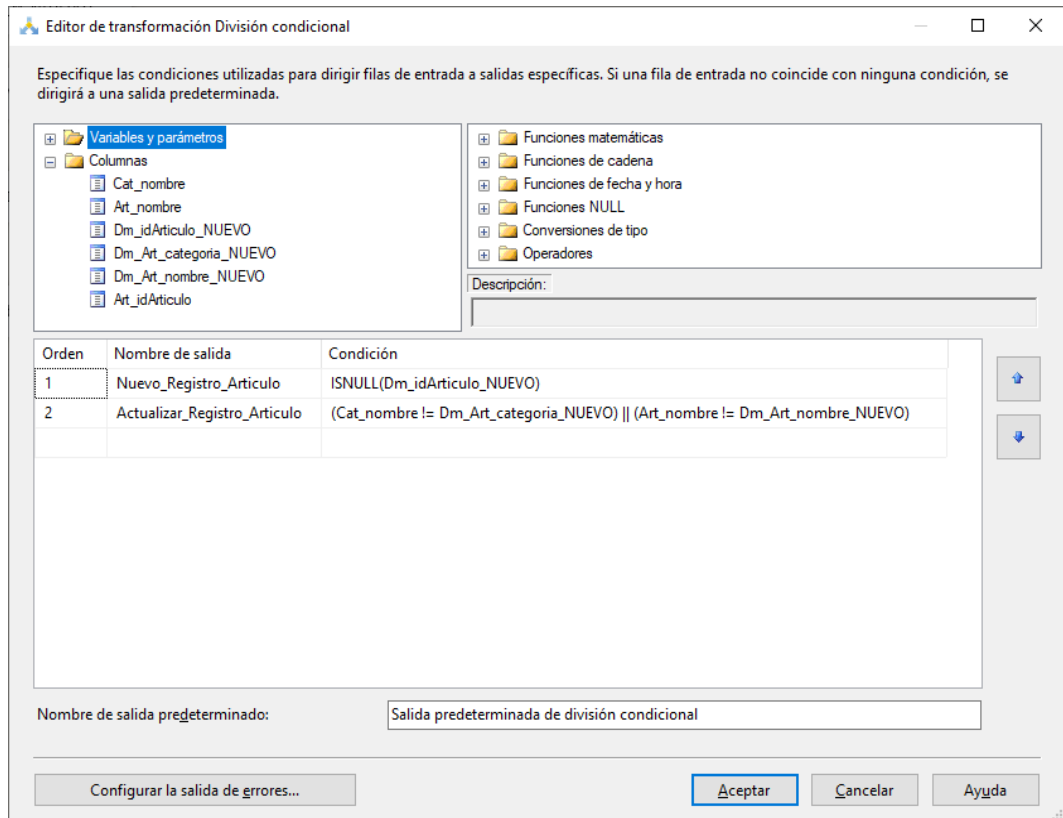 Editor de transformación División condicional
Especifique las condiciones utilizadas para dirigir filas de entrada a salidas específicas. Si una fila de entrada no coincide con ninguna condición, se
dirigirá a una salida predeterminada.
Variables y parámetros
Columnas
Cat_nombre
Art_nombre
Dm_idArticulo_NUEVO
Dm_Art_categoria_NUEVO
Dm_Art_nombre_NUEVO
Art_idArticulo
Funciones matemáticas
Funciones de cadena
Funciones de fecha y hora
Funciones NULL
Conversiones de tipo
Operadores
Descripción:
Orden Nombre de salida Condición
1 Nuevo_Registro_Articulo ISNULL(Dm_idArticulo_NUEVO)
2 Actualizar_Registro_Articulo (Cat_nombre != Dm_Art_categoria_NUEVO) || (Art_nombre != Dm_Art_nombre_NUEVO)
Nombre de salida predeterminado: Salida predeterminada de división condicional
Configurar la salida de errores... Aceptar Cancelar Ayuda